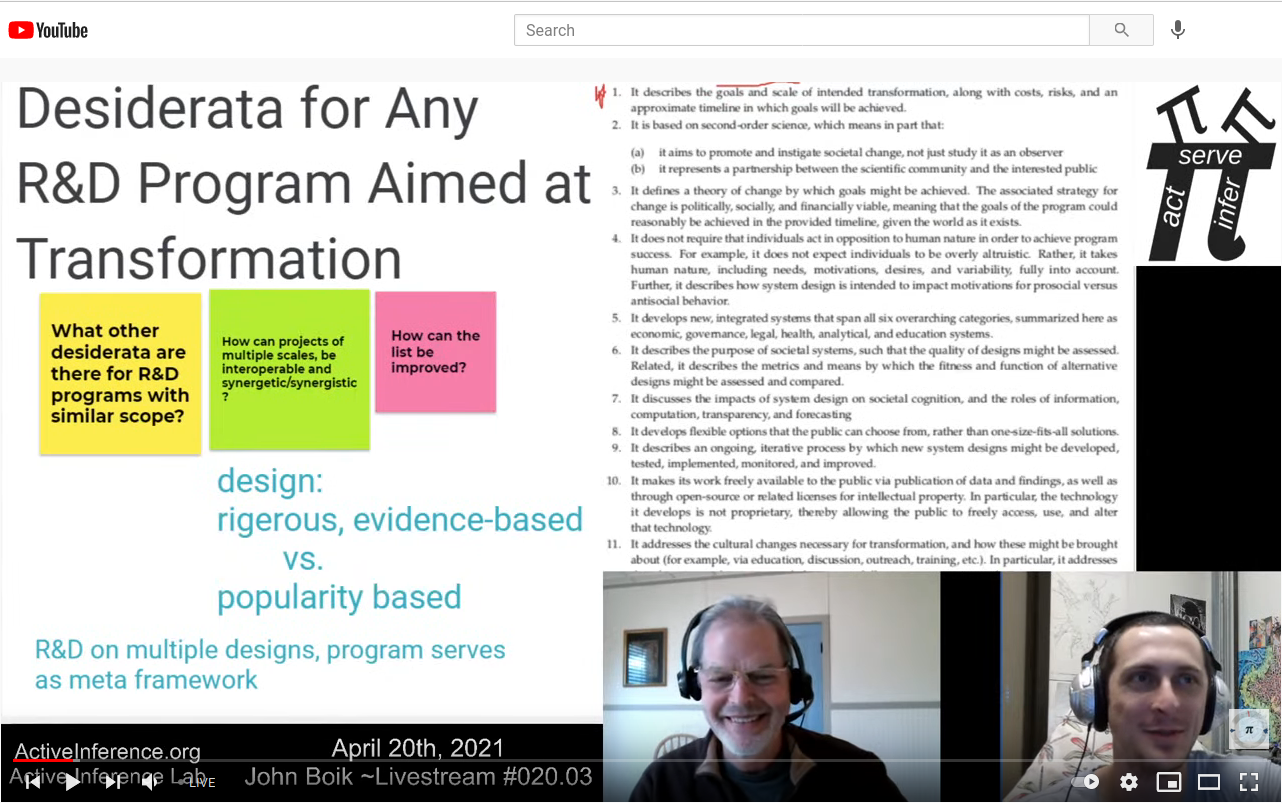 YouTube
Search
Desiderata for Any
R&D Program Aimed at
Transformation
What other
desiderata are
there for R&D
programs with
similar scope?
How can projects of
multiple scales, be
interoperable and
synergetic/synergistic
?
How can the
list be
improved?
design:
rigerous, evidence-based
vs.
popularity based
R&D on multiple designs, program serves
as meta framework
1. It describes the goals and scale of intended transformation, along with costs, risks, and an
approximate timeline in which goals will be achieved.
2. It is based on second-order science, which means in part that:
(a) it aims to promote and instigate societal change, not just study it as an observer
(b) it represents a partnership between the scientific community and the interested public
3. It defines a theory of change by which goals might be achieved. The associated strategy for
change is politically, socially, and financially viable, meaning that the goals of the program could
reasonably be achieved in the provided timeline, given the world as it exists.
4. It does not require that individuals act in opposition to human nature in order to achieve program
success. For example, it does not expect individuals to be overly altruistic. Rather, it takes
human nature, including needs, motivations, desires, and variability, fully into account.
Further, it describes how system design is intended to impact motivations for prosocial versus
antisocial behavior.
5. It develops new, integrated systems that span all six overarching categories, summarized here as
economic, governance, legal, health, analytical, and education systems.
6. It describes the purpose of societal systems, such that the quality of designs might be assessed.
Related, it describes the metrics and means by which the fitness and function of alternative
designs might be assessed and compared.
7. It discusses the impacts of system design on societal cognition, and the roles of information,
computation, transparency, and forecasting
8. It develops flexible options that the public can choose from, rather than one-size-fits-all solutions.
9. It describes an ongoing, iterative process by which new system designs might be developed,
tested, implemented, monitored, and improved.
10. It makes its work freely available to the public via publication of data and findings, as well as
through open-source or related licenses for intellectual property. In particular, the technology
it develops is not proprietary, thereby allowing the public to freely access, use, and alter
that technology.
11. It addresses the cultural changes necessary for transformation, and how these might be brought
about (for example, via education, discussion, outreach, training, etc.). In particular, it addresses
serve
act
infer
π
ActiveInference.org
Active Inference Lab
April 20th, 2021
John Boik ~Livestream #020.03
LIVE